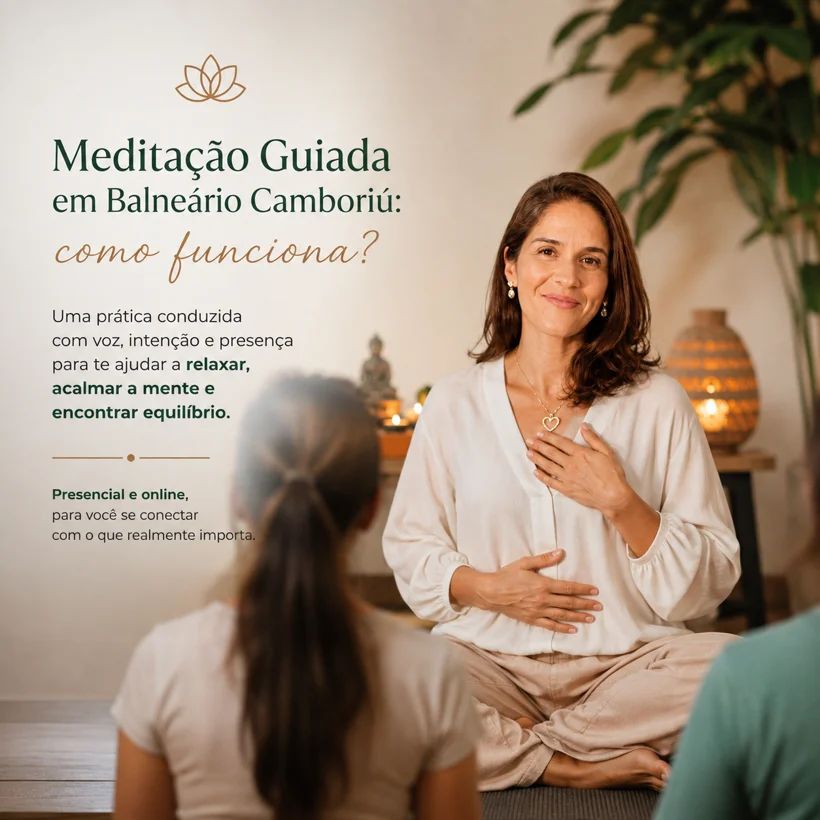 Meditação Guiada
em Balneário Camboriú:
como funciona?
Uma prática conduzida
com voz, intenção e presença
para te ajudar a relaxar,
acalmar a mente e
encontrar equilíbrio.
Presencial e online,
para você se conectar
com o que realmente importa.